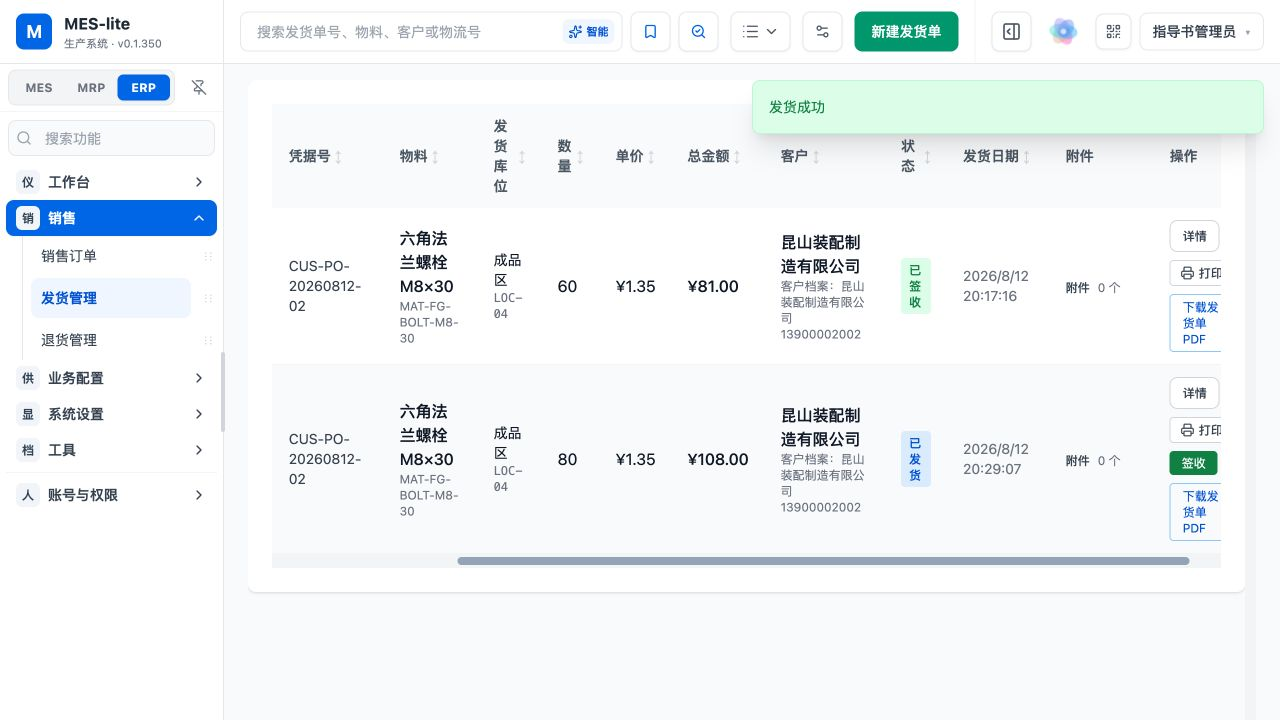 M
MES-lite
生产系统 · v0.1.350
搜索发货单号、物料、客户或物流号
智能
新建发货单
指导书管理员
MES
MRP
ERP
搜索功能
仪
工作台
销
销售
销售订单
发货管理
退货管理
供
业务配置
显
系统设置
档
工具
人
账号与权限
发货成功
凭据号
物料
发
货
库
位
数
量
单价
总金额
客户
状
态
发货日期
附件
操作
CUS-PO-
20260812-
02
六角法
兰螺栓
M8×30
MAT-FG-
BOLT-M8-
30
成品
区
LOC-
04
60
¥1.35
¥81.00
昆山装配制
造有限公司
客户档案：昆山
装配制造有限公
司
13900002002
已
签
收
2026/8/12
20:17:16
附件 0 个
详情
打印
下载发
货单
PDF
CUS-PO-
20260812-
02
六角法
兰螺栓
M8×30
MAT-FG-
BOLT-M8-
30
成品
区
LOC-
04
80
¥1.35
¥108.00
昆山装配制
造有限公司
客户档案：昆山
装配制造有限公
司
13900002002
已
发
货
2026/8/12
20:29:07
附件 0 个
详情
打印
签收
下载发
货单
PDF